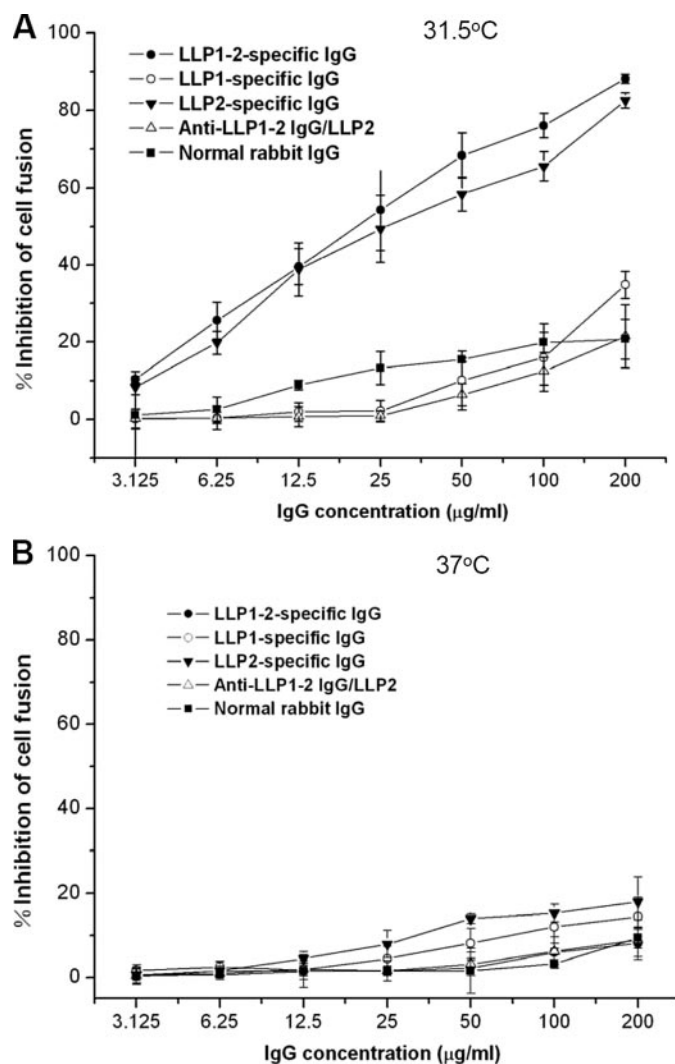 A
31.5°C
100
80
60
40
20
0
LLP1-2-specific IgG
LLP1-specific IgG
LLP2-specific IgG
Anti-LLP1-2 IgG/LLP2
Normal rabbit IgG
% Inhibition of cell fusion
3.125 6.25 12.5 25 50 100 200
IgG concentration (μg/ml)
B
37°C
100
80
60
40
20
0
LLP1-2-specific IgG
LLP1-specific IgG
LLP2-specific IgG
Anti-LLP1-2 IgG/LLP2
Normal rabbit IgG
% Inhibition of cell fusion
3.125 6.25 12.5 25 50 100 200
IgG concentration (μg/ml)